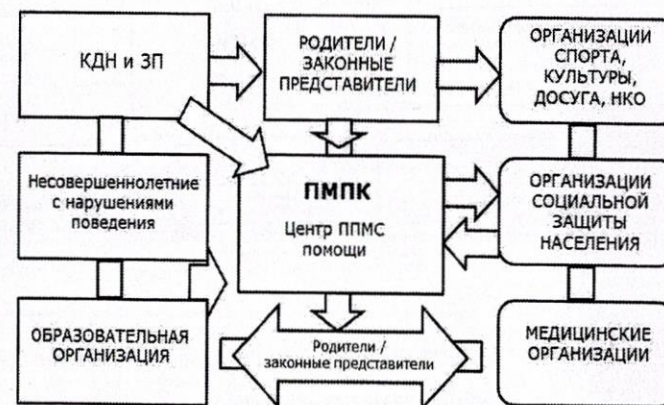 КДН и ЗП
РОДИТЕЛИ /
ЗАКОННЫЕ
ПРЕДСТАВИТЕЛИ
ОРГАНИЗАЦИИ
СПОРТА,
КУЛЬТУРЫ,
ДОСУГА, НКО
Несовершеннолетние
с нарушениями
поведения
ПМПК
Центр ППМС
помощи
ОРГАНИЗАЦИИ
СОЦИАЛЬНОЙ
ЗАЩИТЫ
НАСЕЛЕНИЯ
ОБРАЗОВАТЕЛЬНАЯ
ОРГАНИЗАЦИЯ
Родители /
законные представители
МЕДИЦИНСКИЕ
ОРГАНИЗАЦИИ